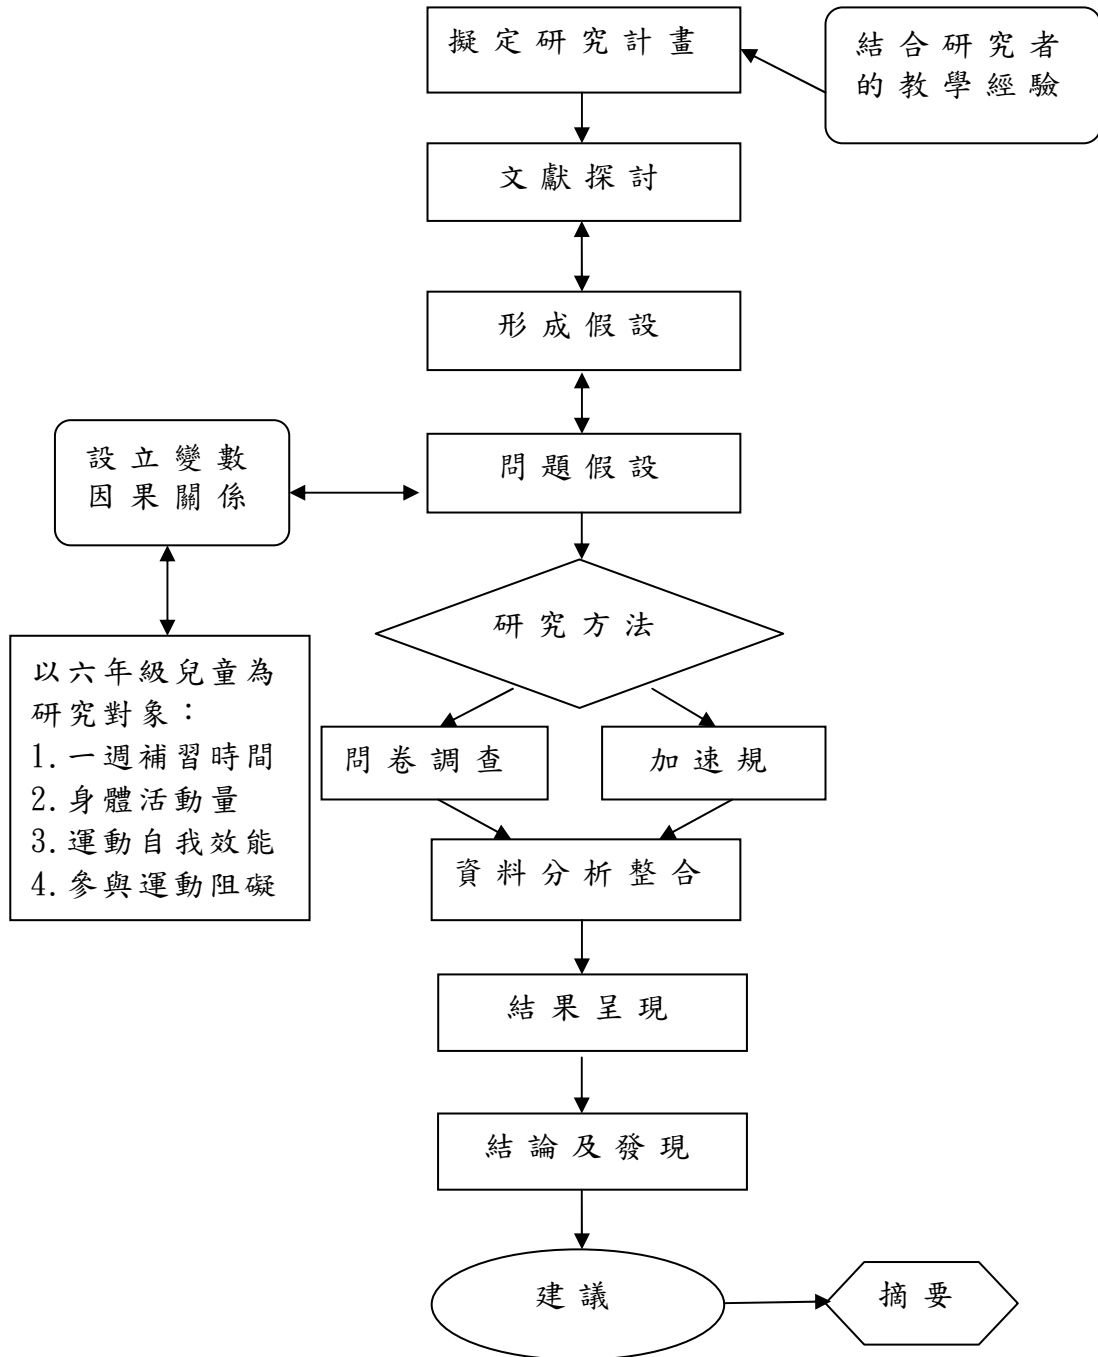 擬定研究計畫
結合研究者
的教學經驗
文獻探討
形成假設
設立變數
因果關係
問題假設
研究方法
以六年級兒童為
研究對象：
1.一週補習時間
2.身體活動量
3.運動自我效能
4.參與運動阻礙
問卷調查
加速規
資料分析整合
結果呈現
結論及發現
建議
摘要